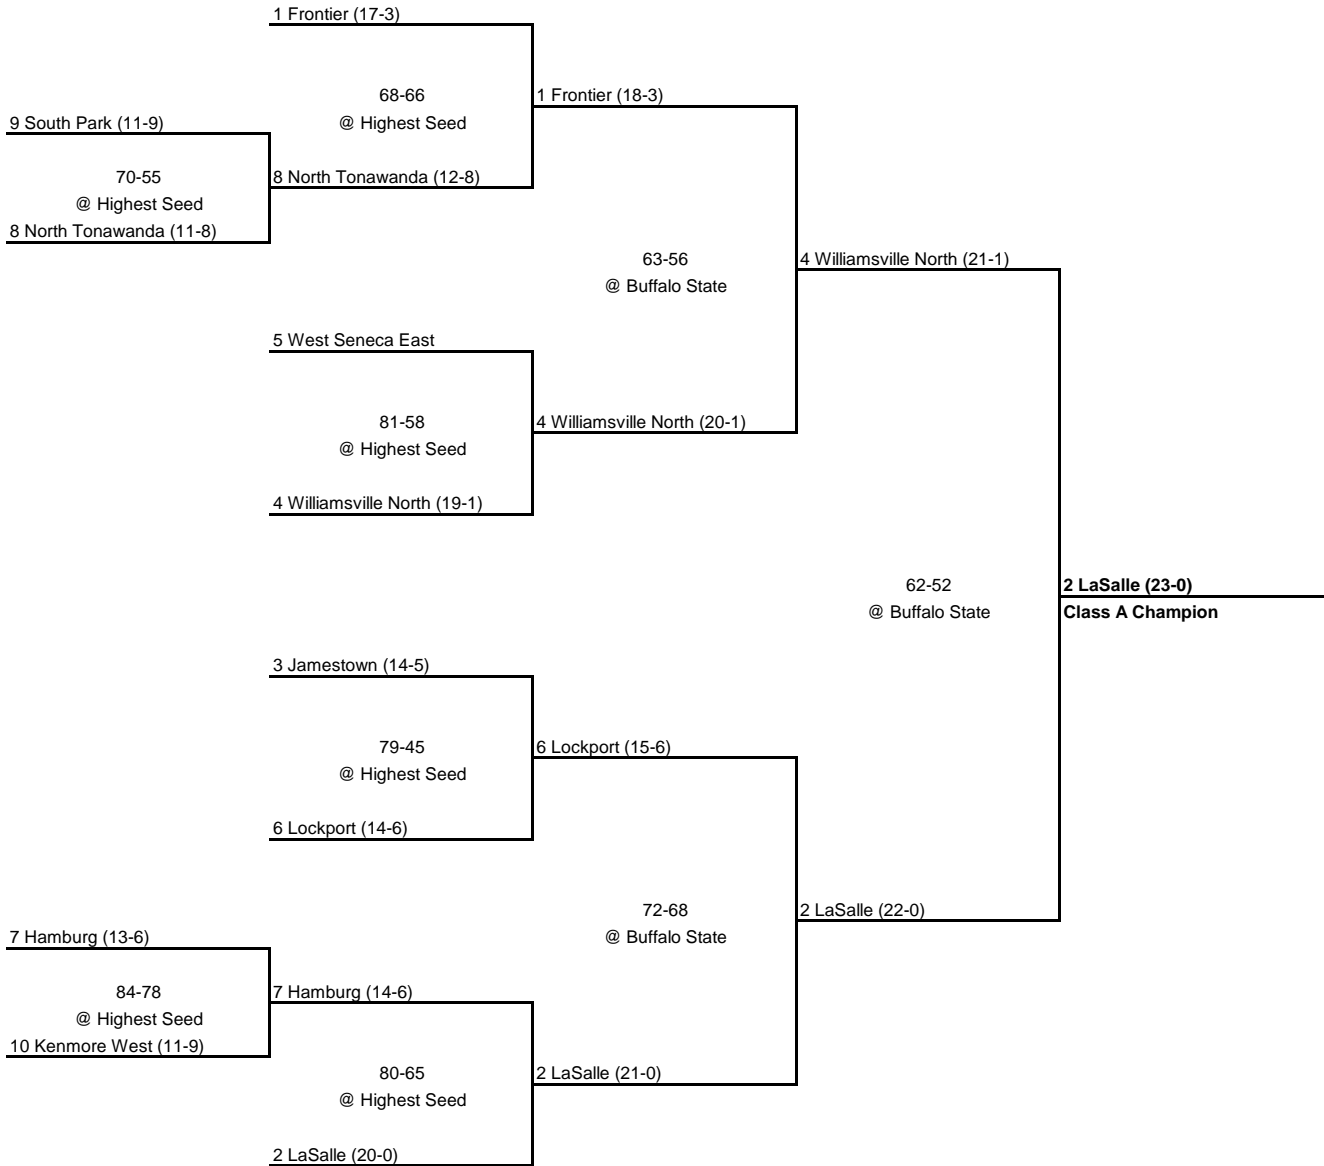 1 Frontier (17-3)
68-66
@ Highest Seed
1 Frontier (18-3)
9 South Park (11-9)
70-55
@ Highest Seed
8 North Tonawanda (12-8)
8 North Tonawanda (11-8)
63-56
@ Buffalo State
4 Williamsville North (21-1)
5 West Seneca East
81-58
@ Highest Seed
4 Williamsville North (20-1)
4 Williamsville North (19-1)
62-52
@ Buffalo State
2 LaSalle (23-0)
Class A Champion
3 Jamestown (14-5)
79-45
@ Highest Seed
6 Lockport (15-6)
6 Lockport (14-6)
72-68
@ Buffalo State
2 LaSalle (22-0)
7 Hamburg (13-6)
84-78
@ Highest Seed
7 Hamburg (14-6)
10 Kenmore West (11-9)
80-65
@ Highest Seed
2 LaSalle (21-0)
2 LaSalle (20-0)